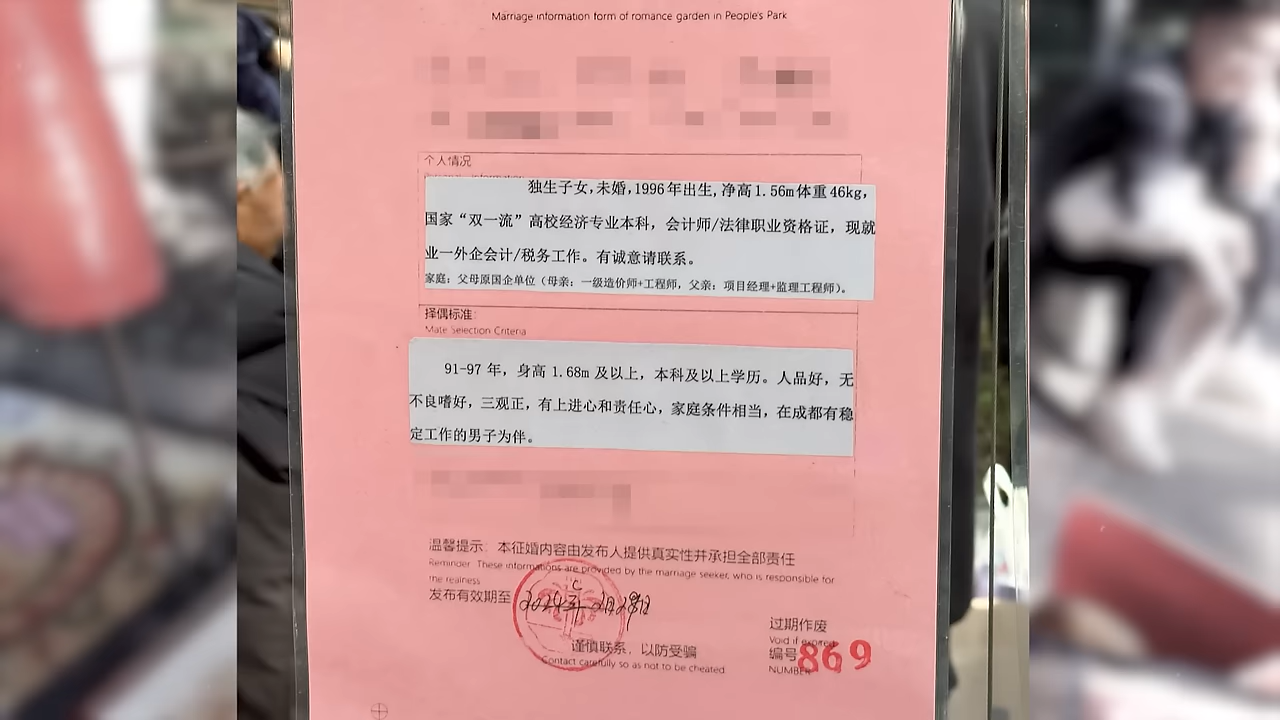 Marriage information form of romance garden in People's Park
个人情况
独生子女,未婚,1996年出生,净高1.56m体重46kg,
国家“双一流”高校经济专业本科，会计师/法律职业资格证，现就
业一外企会计/税务工作。有诚意请联系。
家庭：父母原国企单位（母亲：一级造价师+工程师，父亲：项目经理+监理工程师）。
择偶标准:
Mate Selection Criteria
91-97 年，身高 1.68m 及以上，本科及以上学历。人品好，无
不良嗜好，三观正，有上进心和责任心，家庭条件相当，在成都有稳
定工作的男子为伴。
温馨提示：本征婚内容由发布人提供真实性并承担全部责任
Reminder: These informations are provided by the marriage seeker, who is responsible for
the realness
发布有效期至 2024年2月29日
过期作废
Void if expired
谨慎联系，以防受骗
Contact carefully so as not to be cheated
编号 869
NUMBER